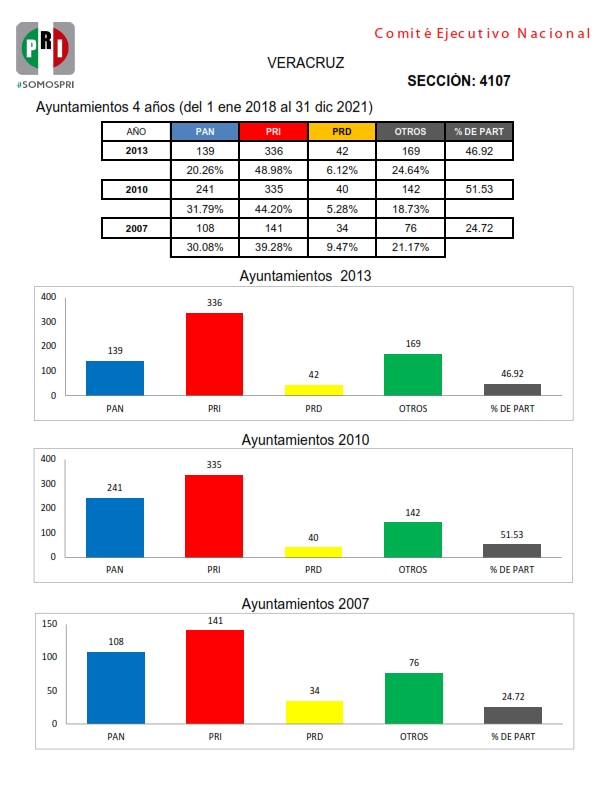 Comité Ejecutivo Nacional
PRI
#SOMOSPRI
VERACRUZ
SECCIÓN: 4107
Ayuntamientos 4 años (del 1 ene 2018 al 31 dic 2021)
AÑO PAN PRI PRD OTROS % DE PART
2013 139 336 42 169 46.92
20.26% 48.98% 6.12% 24.64%
2010 241 335 40 142 51.53
31.79% 44.20% 5.28% 18.73%
2007 108 141 34 76 24.72
30.08% 39.28% 9.47% 21.17%
Ayuntamientos 2013
400
300
200
100
0
139 336 42 169 46.92
PAN PRI PRD OTROS % DE PART
Ayuntamientos 2010
400
300
200
100
0
241 335 40 142 51.53
PAN PRI PRD OTROS % DE PART
Ayuntamientos 2007
150
100
50
0
108 141 34 76 24.72
PAN PRI PRD OTROS % DE PART